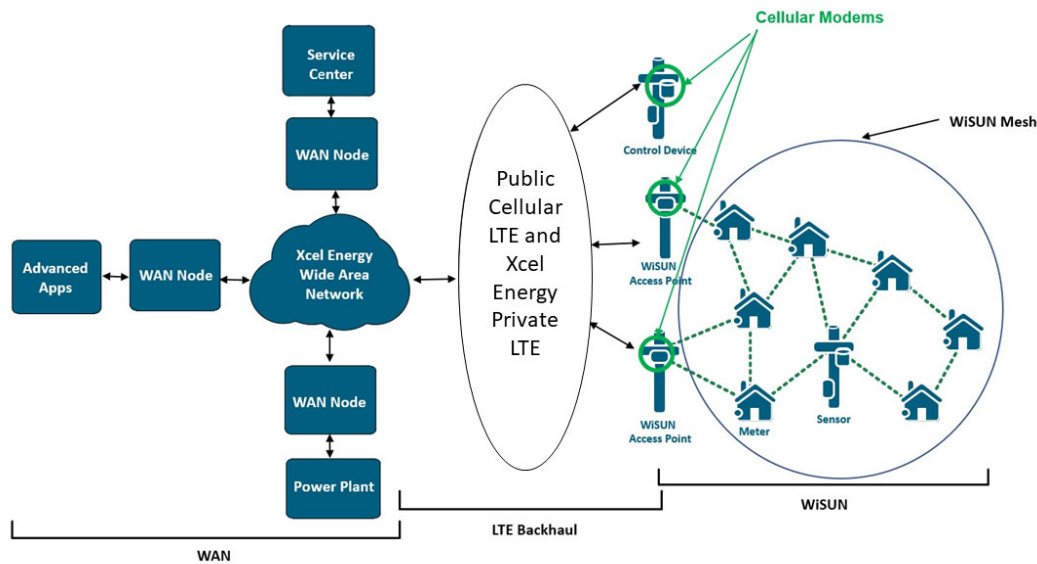 Cellular Modems
Service
Center
WAN Node
Control Device
WiSUN Mesh
Public
Cellular
LTE and
Xcel
Energy
Private
LTE
Advanced
Apps
WAN Node
Xcel Energy
Wide Area
Network
WiSUN
Access Point
WAN Node
WiSUN
Access Point
Meter
Sensor
Power Plant
WiSUN
LTE Backhaul
WAN